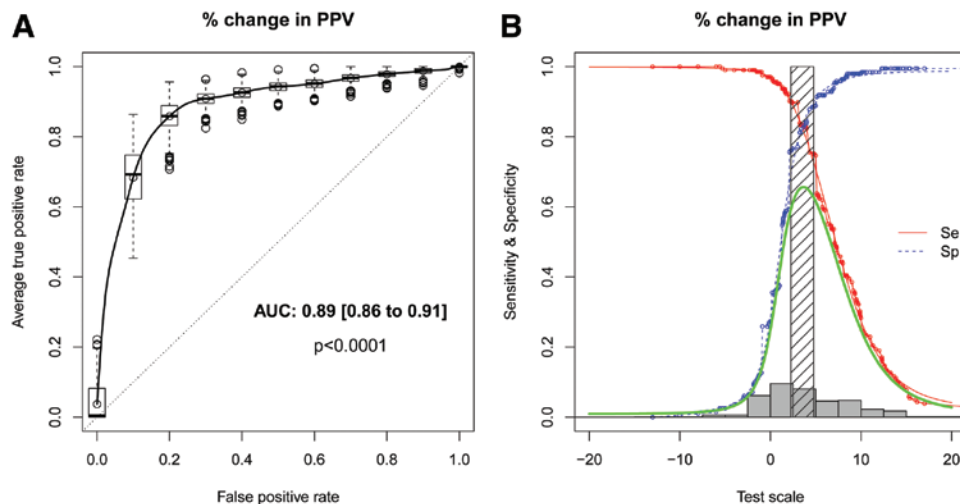 A
% change in PPV
Average true positive rate
1.0
0.8
0.6
0.4
0.2
0.0
AUC: 0.89 [0.86 to 0.91]
p<0.0001
0.0 0.2 0.4 0.6 0.8 1.0
False positive rate
B
% change in PPV
Sensitivity & Specificity
1.0
0.8
0.6
0.4
0.2
0.0
Se
Sp
−20 −10 0 10 20
Test scale